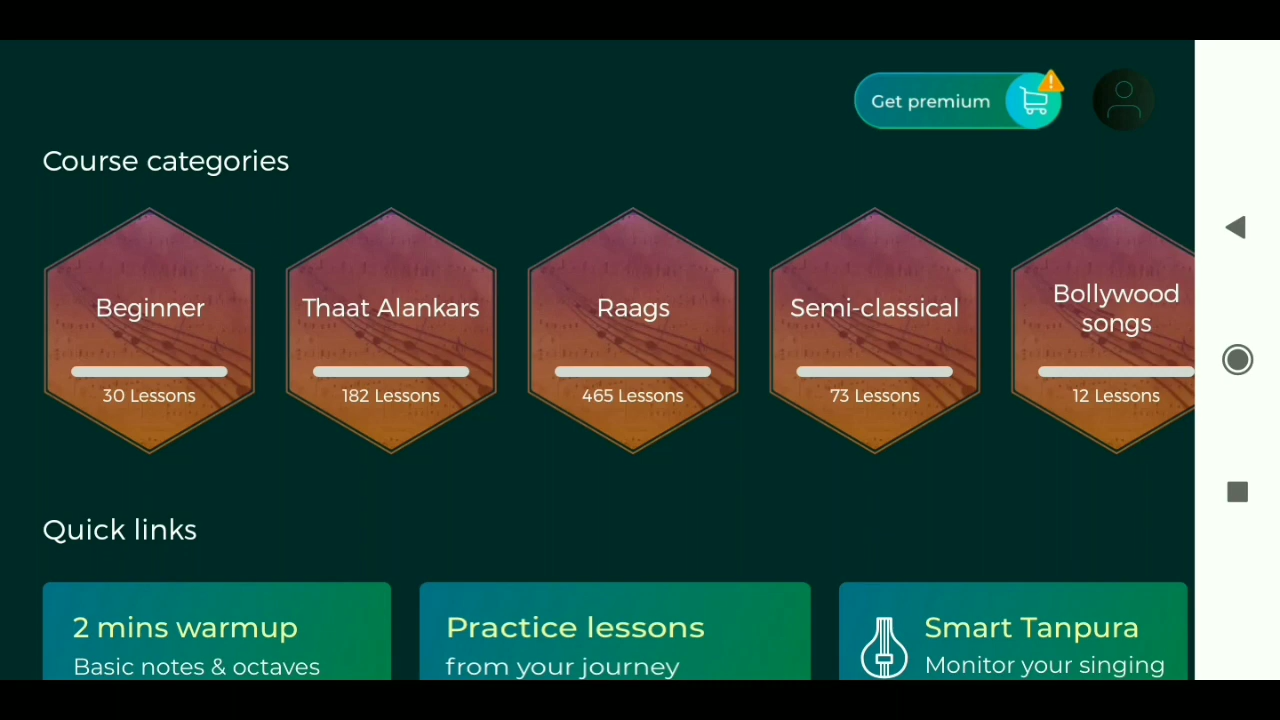 Get premium
Course categories
Beginner
30 Lessons
Thaat Alankars
182 Lessons
Raags
465 Lessons
Semi-classical
73 Lessons
Bollywood
songs
12 Lessons
Quick links
2 mins warmup
Basic notes & octaves
Practice lessons
from your journey
Smart Tanpura
Monitor your singing